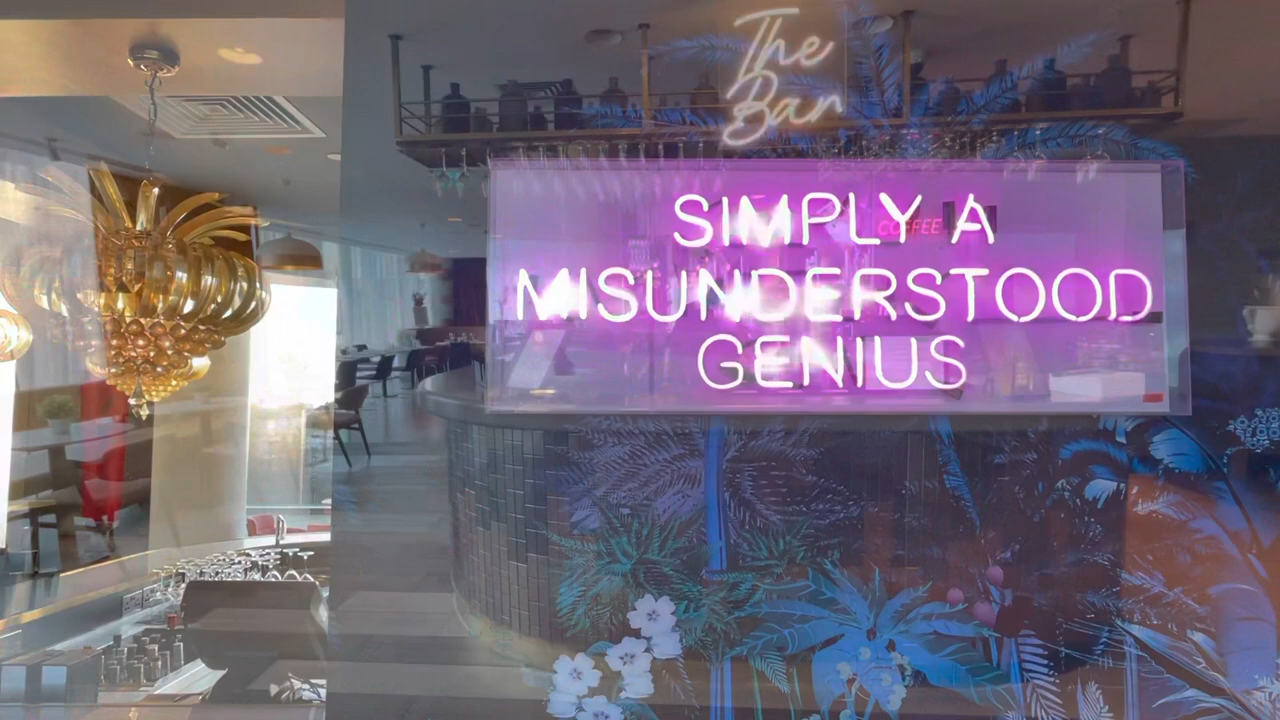 The
Bar
SIMPLY A
COFFEE
MISUNDERSTOOD
GENIUS